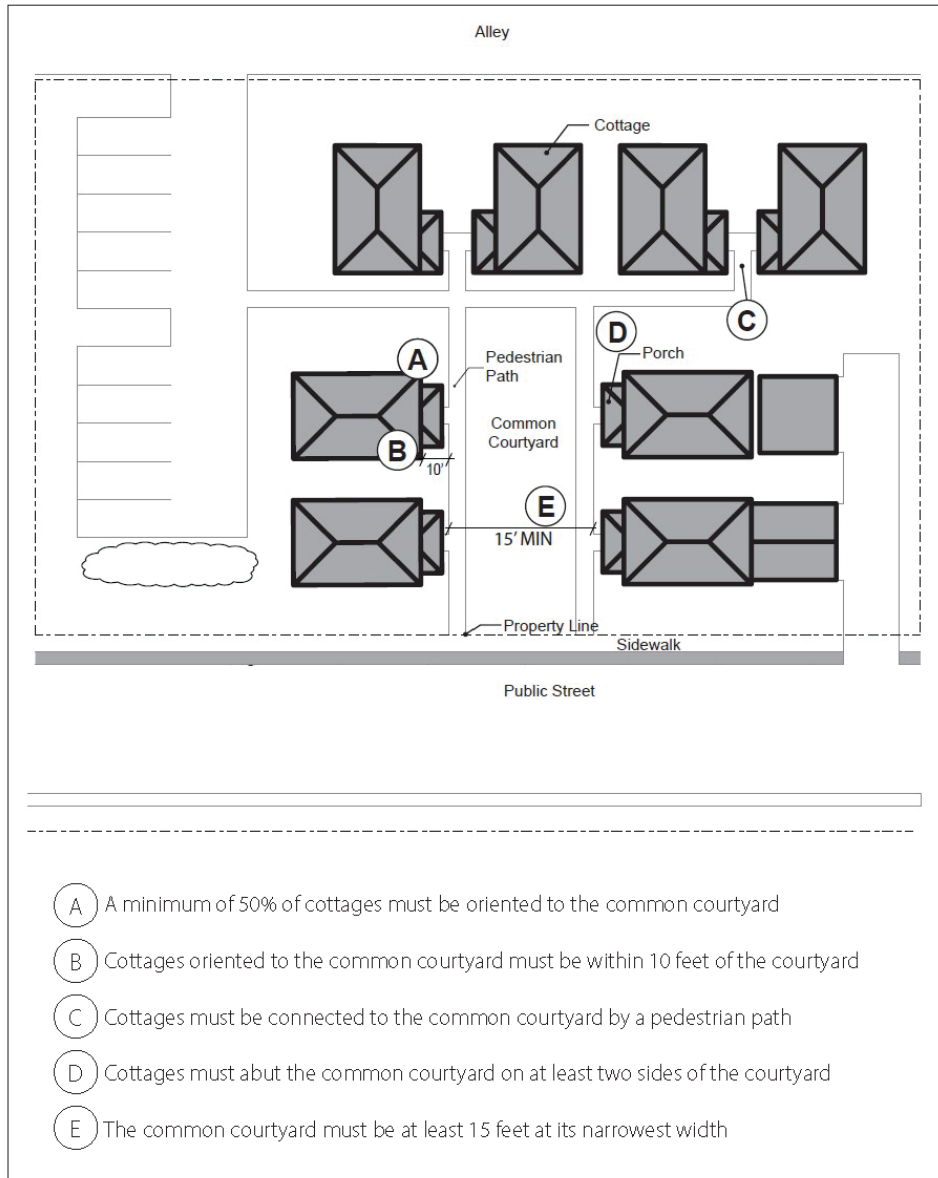 Alley
Cottage
C
D
Porch
A
Pedestrian
Path
Common
Courtyard
B
10'
E
15' MIN
Property Line
Sidewalk
Public Street
A A minimum of 50% of cottages must be oriented to the common courtyard
B Cottages oriented to the common courtyard must be within 10 feet of the courtyard
C Cottages must be connected to the common courtyard by a pedestrian path
D Cottages must abut the common courtyard on at least two sides of the courtyard
E The common courtyard must be at least 15 feet at its narrowest width